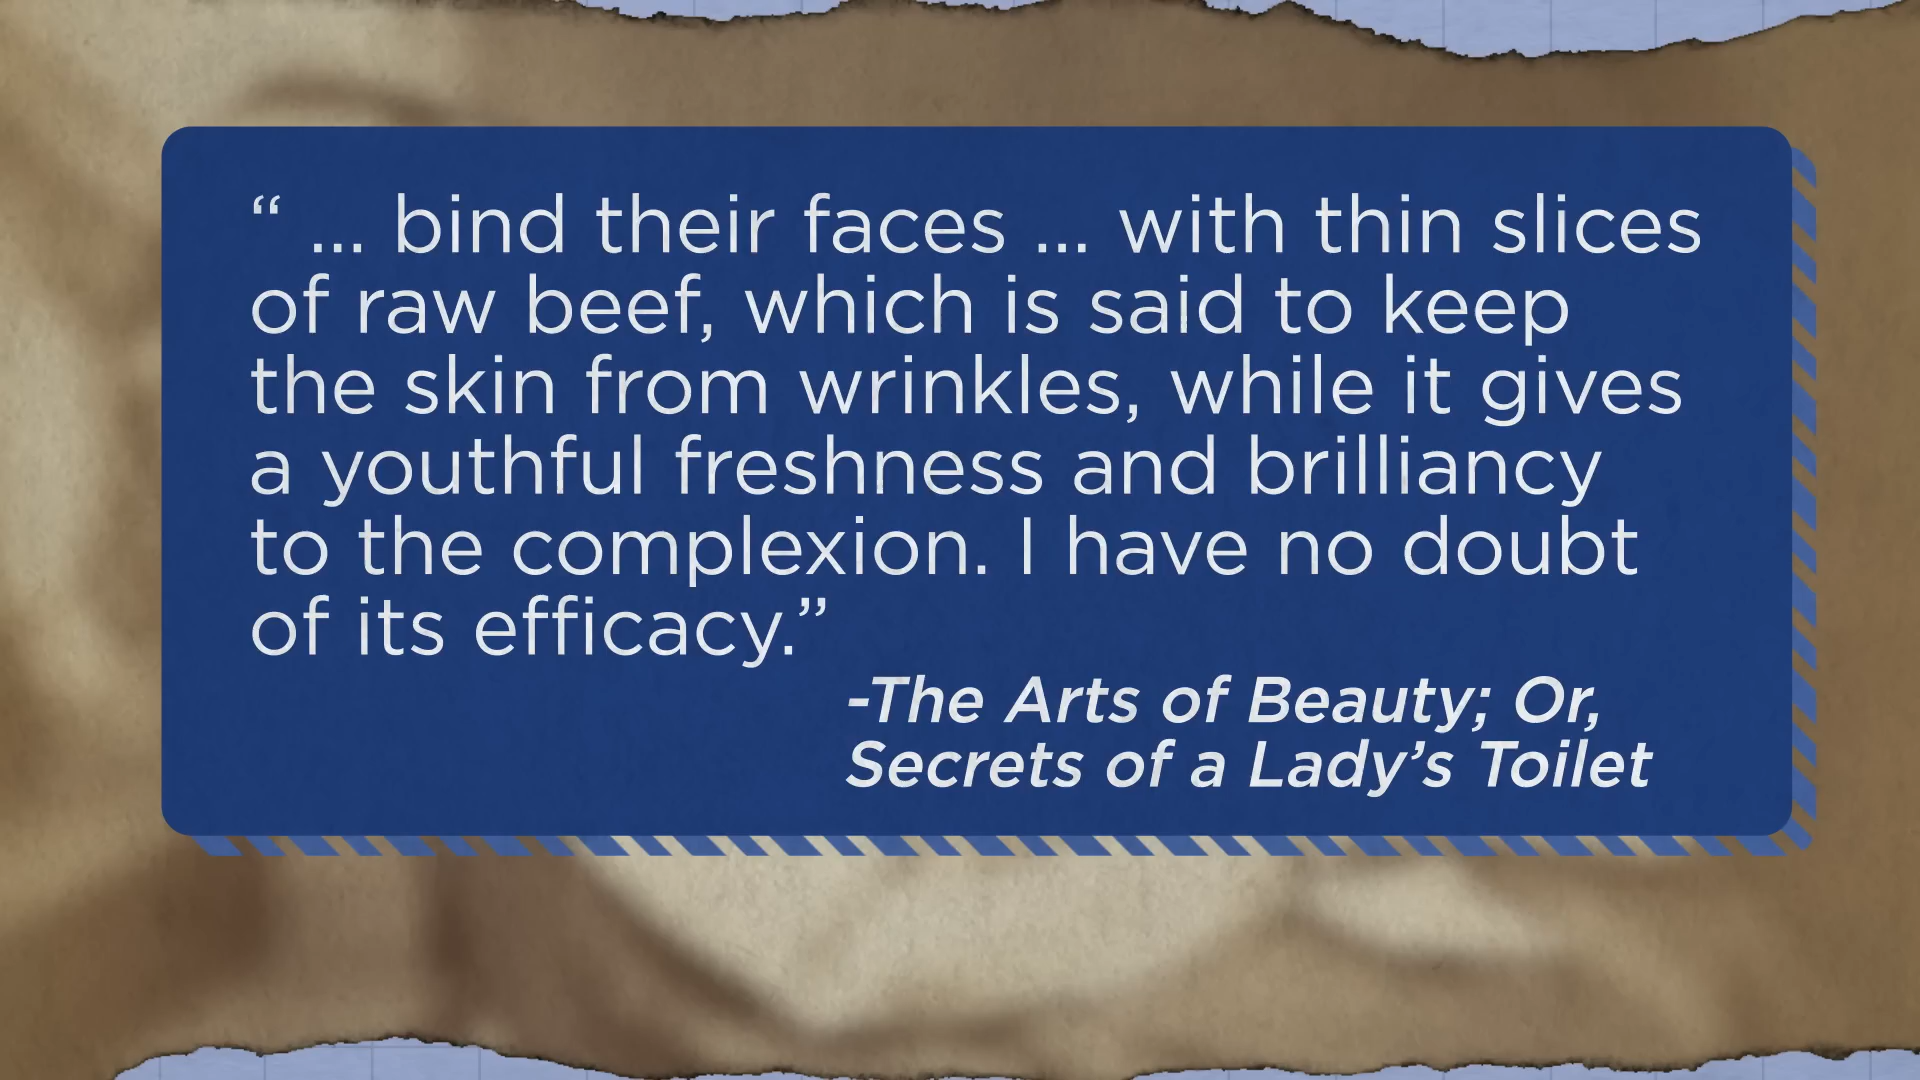 “ ... bind their faces ... with thin slices
of raw beef, which is said to keep
the skin from wrinkles, while it gives
a youthful freshness and brilliancy
to the complexion. I have no doubt
of its efficacy.”
-The Arts of Beauty; Or,
Secrets of a Lady’s Toilet